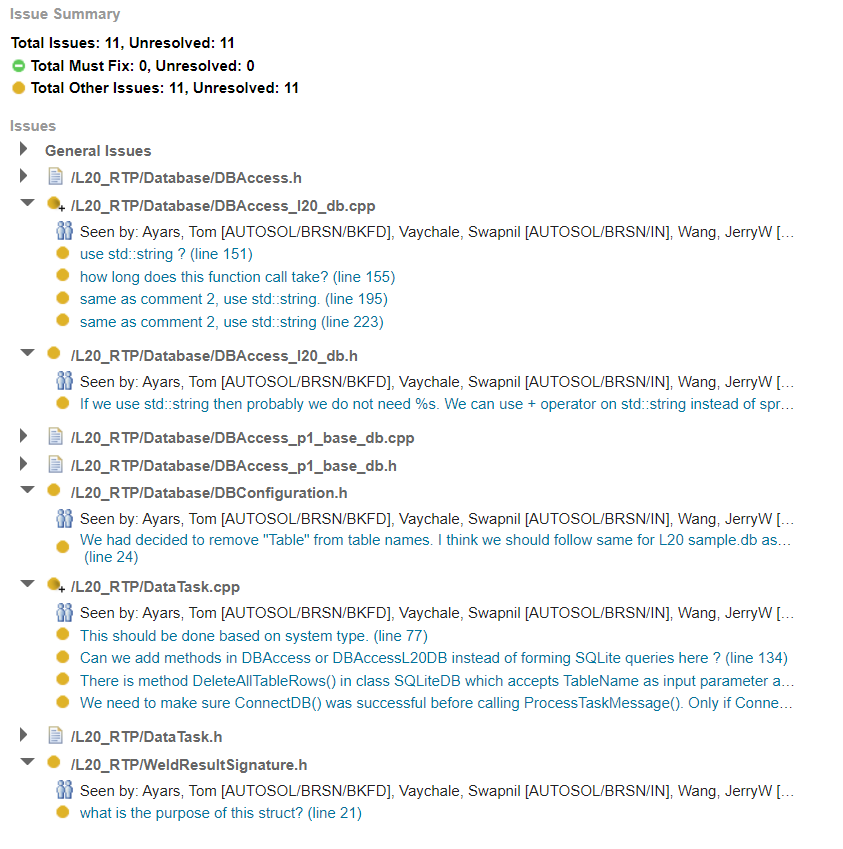 Issue Summary
Total Issues: 11, Unresolved: 11
Total Must Fix: 0, Unresolved: 0
Total Other Issues: 11, Unresolved: 11
Issues
General Issues
/L20_RTP/Database/DBAccess.h
/L20_RTP/Database/DBAccess_l20_db.cpp
Seen by: Ayars, Tom [AUTOSOL/BRSN/BKFD], Vaychale, Swapnil [AUTOSOL/BRSN/IN], Wang, JerryW [...
use std::string ? (line 151)
how long does this function call take? (line 155)
same as comment 2, use std::string. (line 195)
same as comment 2, use std::string (line 223)
/L20_RTP/Database/DBAccess_l20_db.h
Seen by: Ayars, Tom [AUTOSOL/BRSN/BKFD], Vaychale, Swapnil [AUTOSOL/BRSN/IN], Wang, JerryW [...
If we use std::string then probably we do not need %s. We can use + operator on std::string instead of spr...
/L20_RTP/Database/DBAccess_p1_base_db.cpp
/L20_RTP/Database/DBAccess_p1_base_db.h
/L20_RTP/Database/DBConfiguration.h
Seen by: Ayars, Tom [AUTOSOL/BRSN/BKFD], Vaychale, Swapnil [AUTOSOL/BRSN/IN], Wang, JerryW [...
We had decided to remove "Table" from table names. I think we should follow same for L20 sample.db as...
(line 24)
/L20_RTP/DataTask.cpp
Seen by: Ayars, Tom [AUTOSOL/BRSN/BKFD], Vaychale, Swapnil [AUTOSOL/BRSN/IN], Wang, JerryW [...
This should be done based on system type. (line 77)
Can we add methods in DBAccess or DBAccessL20DB instead of forming SQLite queries here ? (line 134)
There is method DeleteAllTableRows() in class SQLiteDB which accepts TableName as input parameter a...
We need to make sure ConnectDB() was successful before calling ProcessTaskMessage(). Only if Conne...
/L20_RTP/DataTask.h
/L20_RTP/WeldResultSignature.h
Seen by: Ayars, Tom [AUTOSOL/BRSN/BKFD], Vaychale, Swapnil [AUTOSOL/BRSN/IN], Wang, JerryW [...
what is the purpose of this struct? (line 21)